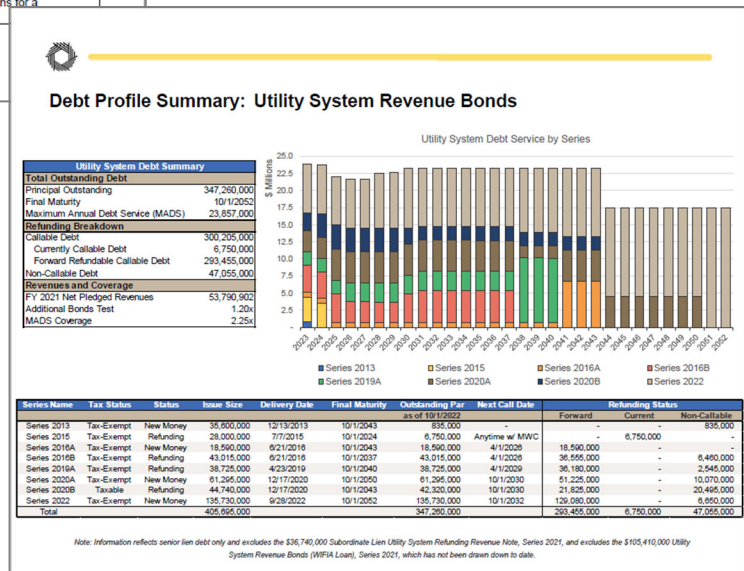 ns for a
Debt Profile Summary: Utility System Revenue Bonds
Utility System Debt Summary
Total Outstanding Debt
Principal Outstanding 347,260,000
Final Maturity 10/1/2052
Maximum Annual Debt Service (MADS) 23,857,000
Refunding Breakdown
Callable Debt 300,205,000
Currently Callable Debt 6,750,000
Forward Refundable Callable Debt 293,455,000
Non-Callable Debt 47,055,000
Revenues and Coverage
FY 2021 Net Pledged Revenues 53,790,902
Additional Bonds Test 1.20x
MADS Coverage 2.25x
Utility System Debt Service by Series
$ Millions
25.0
22.5
20.0
17.5
15.0
12.5
10.0
7.5
5.0
2.5
-
2023 2024 2025 2026 2027 2028 2029 2030 2031 2032 2033 2034 2035 2036 2037 2038 2039 2040 2041 2042 2043 2044 2045 2046 2047 2048 2049 2050 2051 2052
Series 2013 Series 2015 Series 2016A Series 2016B
Series 2019A Series 2020A Series 2020B Series 2022
Series Name Tax Status Status Issue Size Delivery Date Final Maturity Outstanding Par Next Call Date Refunding Status
as of 10/1/2022 Forward Current Non-Callable
Series 2013 Tax-Exempt New Money 35,600,000 12/13/2013 10/1/2043 835,000 - - - 835,000
Series 2015 Tax-Exempt Refunding 28,000,000 7/7/2015 10/1/2024 6,750,000 Anytime w/ MWC - 6,750,000 -
Series 2016A Tax-Exempt New Money 18,590,000 6/21/2016 10/1/2043 18,590,000 4/1/2026 18,590,000 - -
Series 2016B Tax-Exempt Refunding 43,015,000 6/21/2016 10/1/2037 43,015,000 4/1/2026 36,555,000 - 6,460,000
Series 2019A Tax-Exempt Refunding 38,725,000 4/23/2019 10/1/2040 38,725,000 4/1/2029 36,180,000 - 2,545,000
Series 2020A Tax-Exempt New Money 61,295,000 12/17/2020 10/1/2050 61,295,000 10/1/2030 51,225,000 - 10,070,000
Series 2020B Taxable Refunding 44,740,000 12/17/2020 10/1/2043 42,320,000 10/1/2030 21,825,000 - 20,495,000
Series 2022 Tax-Exempt New Money 135,730,000 9/28/2022 10/1/2052 135,730,000 10/1/2032 129,080,000 - 6,650,000
Total 405,695,000 347,260,000 293,455,000 6,750,000 47,055,000
Note: Information reflects senior lien debt only and excludes the $36,740,000 Subordinate Lien Utility System Refunding Revenue Note, Series 2021, and excludes the $105,410,000 Utility
System Revenue Bonds (WIFIA Loan), Series 2021, which has not been drawn down to date.